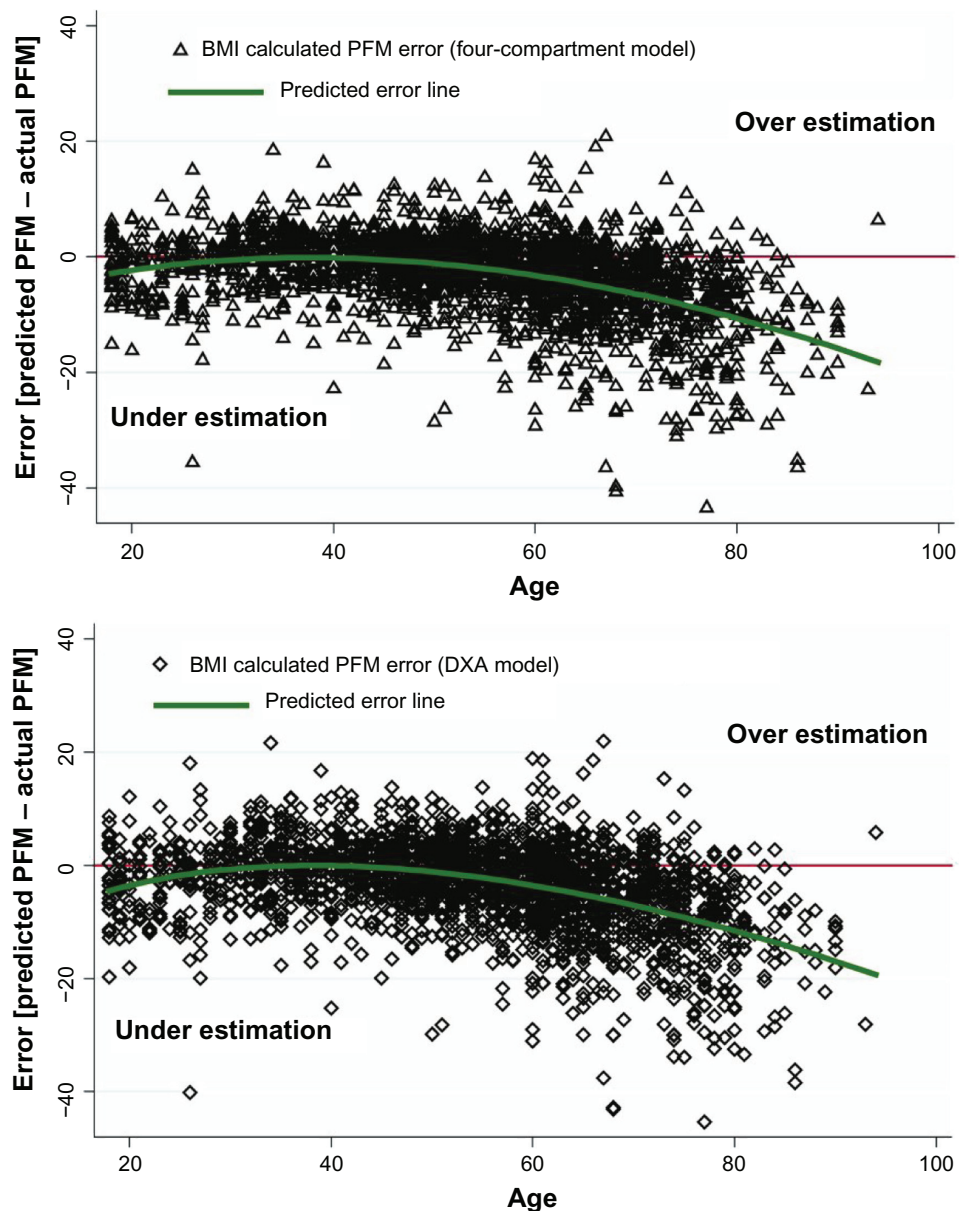 40
BMI calculated PFM error (four-compartment model)
Predicted error line
Over estimation
20
0
−20
Under estimation
−40
Error [predicted PFM – actual PFM]
20 40 60 80 100
Age
40
BMI calculated PFM error (DXA model)
Predicted error line
Over estimation
20
0
−20
Under estimation
−40
Error [predicted PFM – actual PFM]
20 40 60 80 100
Age